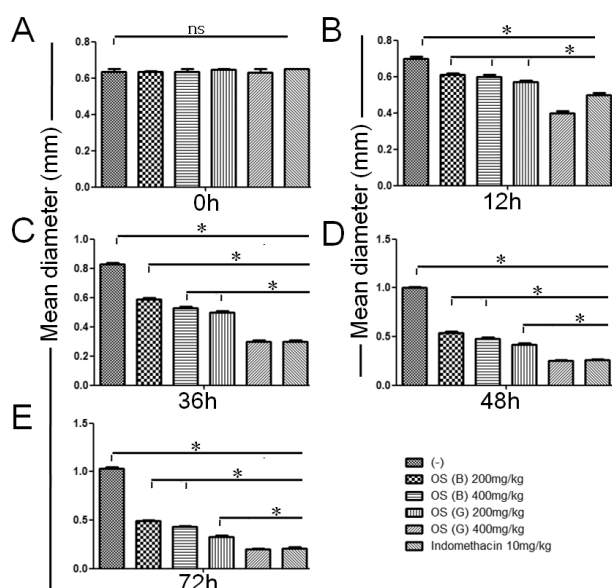 A
ns
0.8
0.6
0.4
0.2
0.0
0h
B
*
*
0.8
0.6
0.4
0.2
0.0
12h
Mean diameter (mm)
Mean diameter (mm)
C
*
*
*
1.0
0.8
0.6
0.4
0.2
0.0
36h
D
*
*
*
1.5
1.0
0.5
0.0
48h
E
*
*
*
1.5
1.0
0.5
0.0
72h
(-)
OS (B) 200mg/kg
OS (B) 400mg/kg
OS (G) 200mg/kg
OS (G) 400mg/kg
Indomethacin 10mg/kg